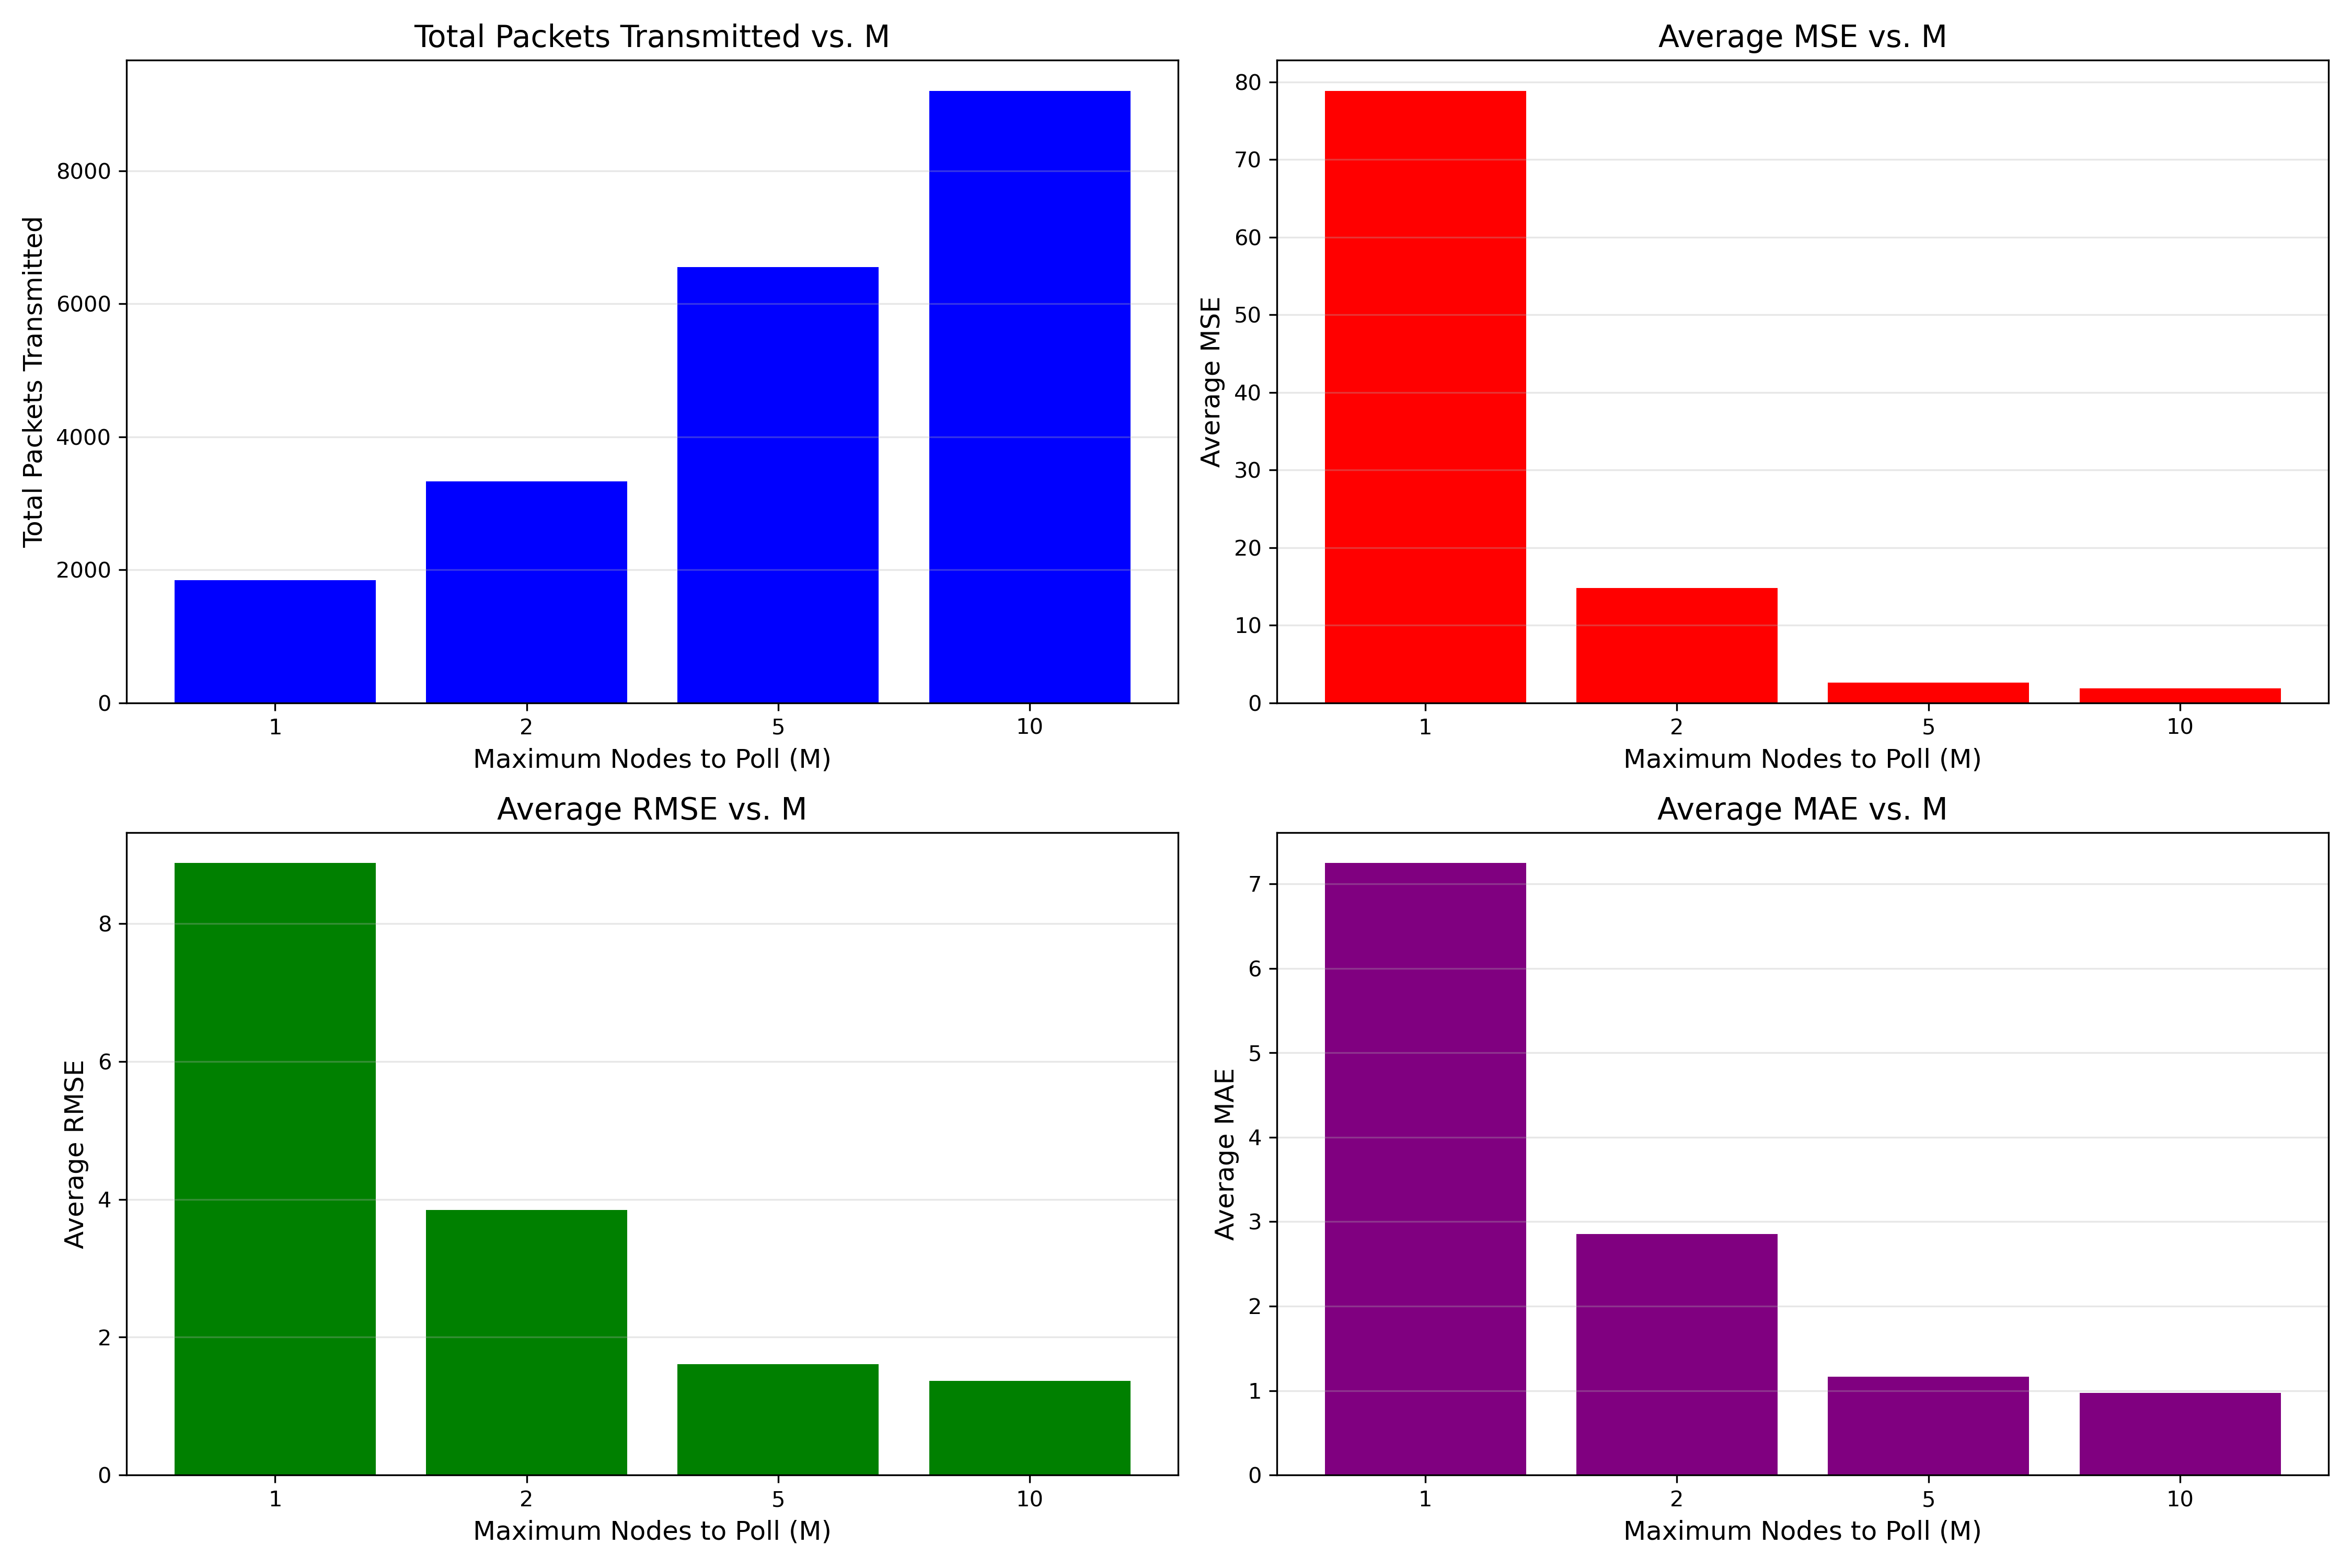 Total Packets Transmitted vs. M
Total Packets Transmitted
8000
6000
4000
2000
0
1 2 5 10
Maximum Nodes to Poll (M)
Average MSE vs. M
Average MSE
80
70
60
50
40
30
20
10
0
1 2 5 10
Maximum Nodes to Poll (M)
Average RMSE vs. M
Average RMSE
8
6
4
2
0
1 2 5 10
Maximum Nodes to Poll (M)
Average MAE vs. M
Average MAE
7
6
5
4
3
2
1
0
1 2 5 10
Maximum Nodes to Poll (M)